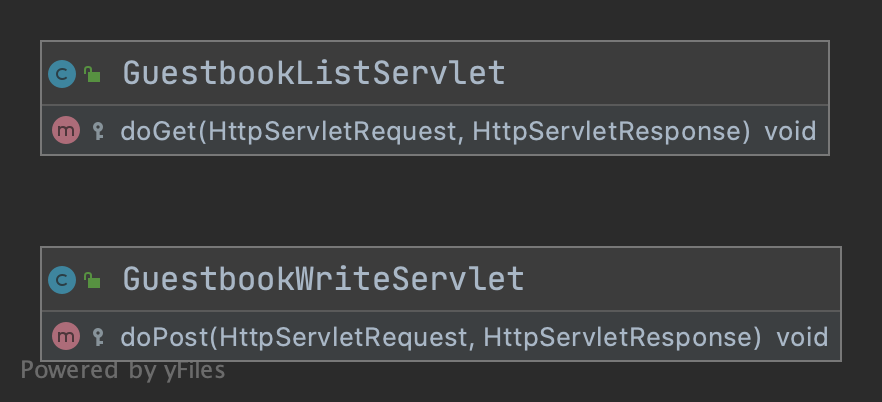 C GuestbookListServlet
m doGet(HttpServletRequest, HttpServletResponse) void
C GuestbookWriteServlet
m doPost(HttpServletRequest, HttpServletResponse) void
Powered by yFiles